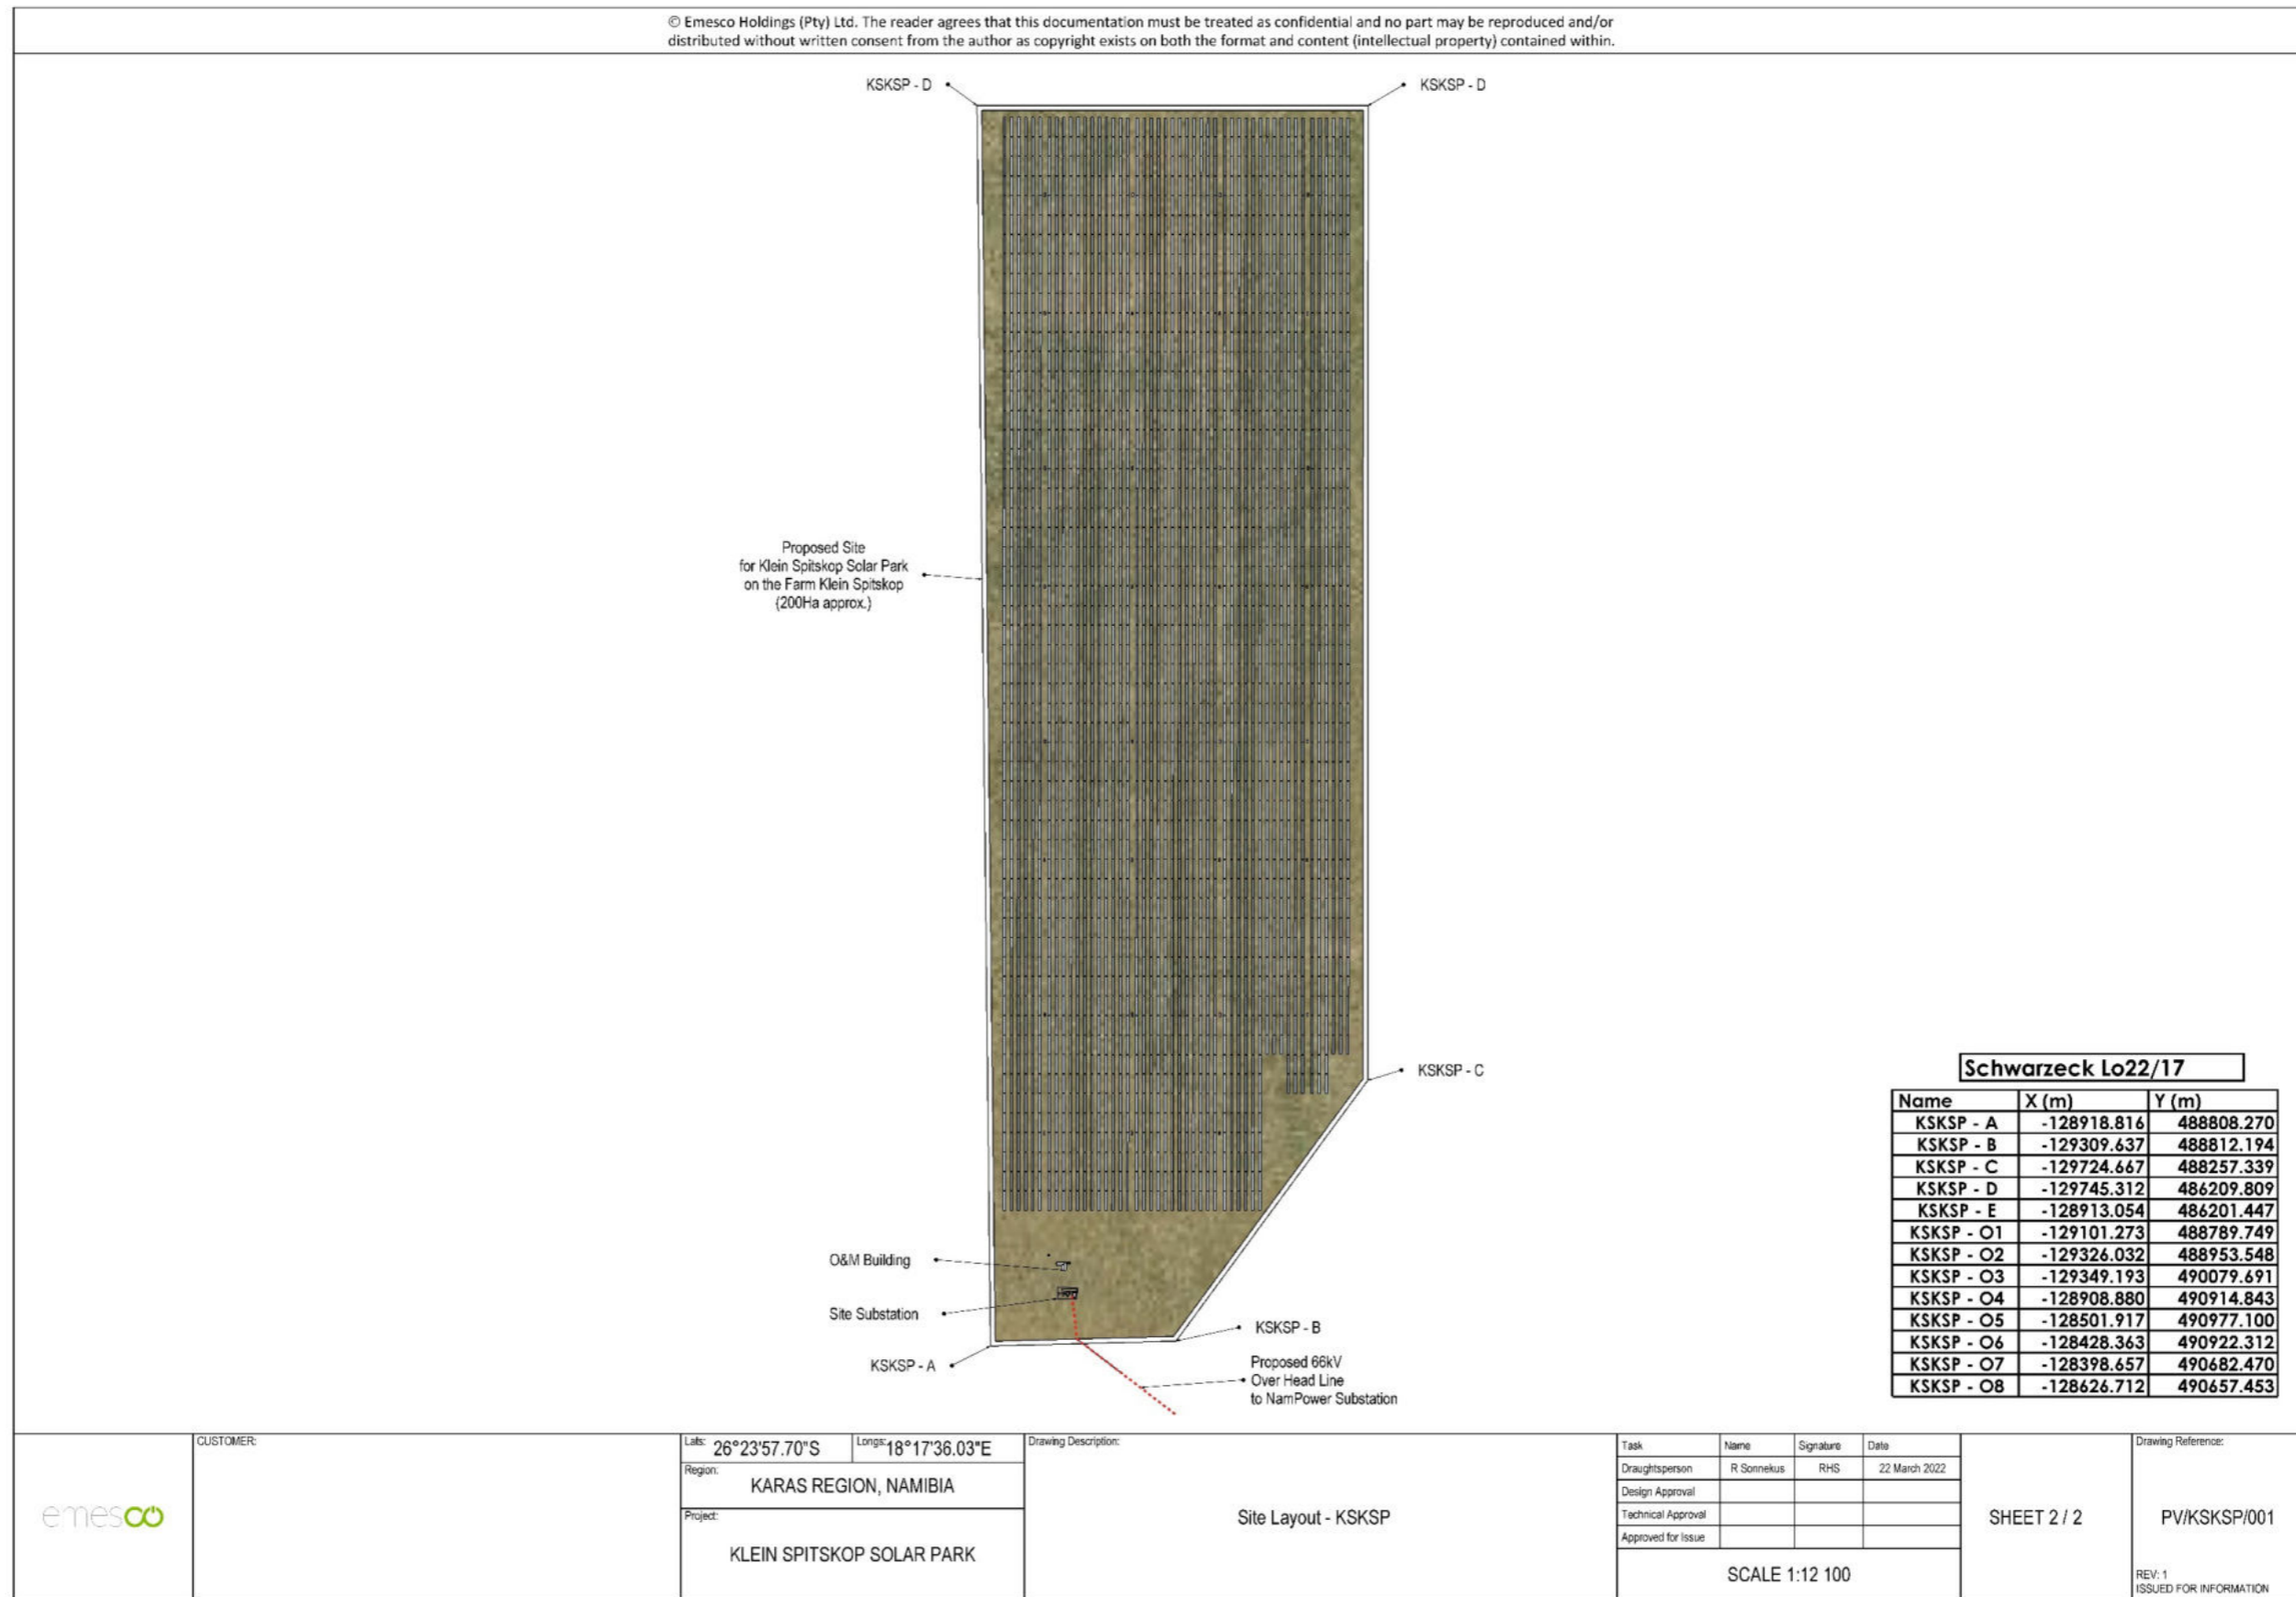 © Emesco Holdings (Pty) Ltd. The reader agrees that this documentation must be treated as confidential and no part may be reproduced and/or
distributed without written consent from the author as copyright exists on both the format and content (intellectual property) contained within.
KSKSP - D
KSKSP - D
Proposed Site
for Klein Spitskop Solar Park
on the Farm Klein Spitskop
(200Ha approx.)
KSKSP - C
O&M Building
Site Substation
KSKSP - B
KSKSP - A
Proposed 66kV
Over Head Line
to NamPower Substation
Schwarzeck Lo22/17
Name X (m) Y (m)
KSKSP - A -128918.816 488808.270
KSKSP - B -129309.637 488812.194
KSKSP - C -129724.667 488257.339
KSKSP - D -129745.312 486209.809
KSKSP - E -128913.054 486201.447
KSKSP - O1 -129101.273 488789.749
KSKSP - O2 -129326.032 488953.548
KSKSP - O3 -129349.193 490079.691
KSKSP - O4 -128908.880 490914.843
KSKSP - O5 -128501.917 490977.100
KSKSP - O6 -128428.363 490922.312
KSKSP - O7 -128398.657 490682.470
KSKSP - O8 -128626.712 490657.453
emesco
CUSTOMER:
Lats: 26°23'57.70"S Longs: 18°17'36.03"E
Region:
KARAS REGION, NAMIBIA
Project:
KLEIN SPITSKOP SOLAR PARK
Drawing Description:
Site Layout - KSKSP
Task Name Signature Date
Draughtsperson R Sonnekus RHS 22 March 2022
Design Approval
Technical Approval
Approved for Issue
SCALE 1:12 100
SHEET 2 / 2
Drawing Reference:
PV/KSKSP/001
REV: 1
ISSUED FOR INFORMATION